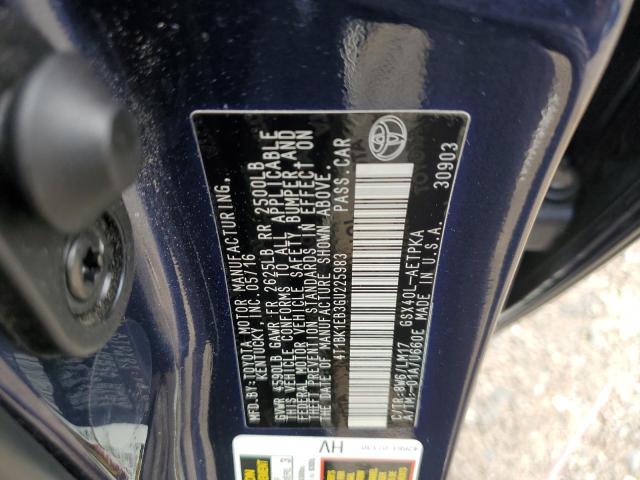 MFD.BY:TOYOTA MOTOR MANUFACTURING,
KENTUCKY, INC. 05/16
GVWR 4590LB GAWR FR 2625LB RR 2500LB
THIS VEHICLE CONFORMS TO ALL APPLICABLE
FEDERAL MOTOR VEHICLE SAFETY, BUMPER AND
THEFT PREVENTION STANDARDS IN EFFECT ON
THE DATE OF MANUFACTURE SHOWN ABOVE.
4T1BK1EB3GU225983 PASS.CAR
C/TR:8W6/LM17 GSX40L-AETPKA
A/TM:-01A/U660E MADE IN U.S.A. 30903
HV